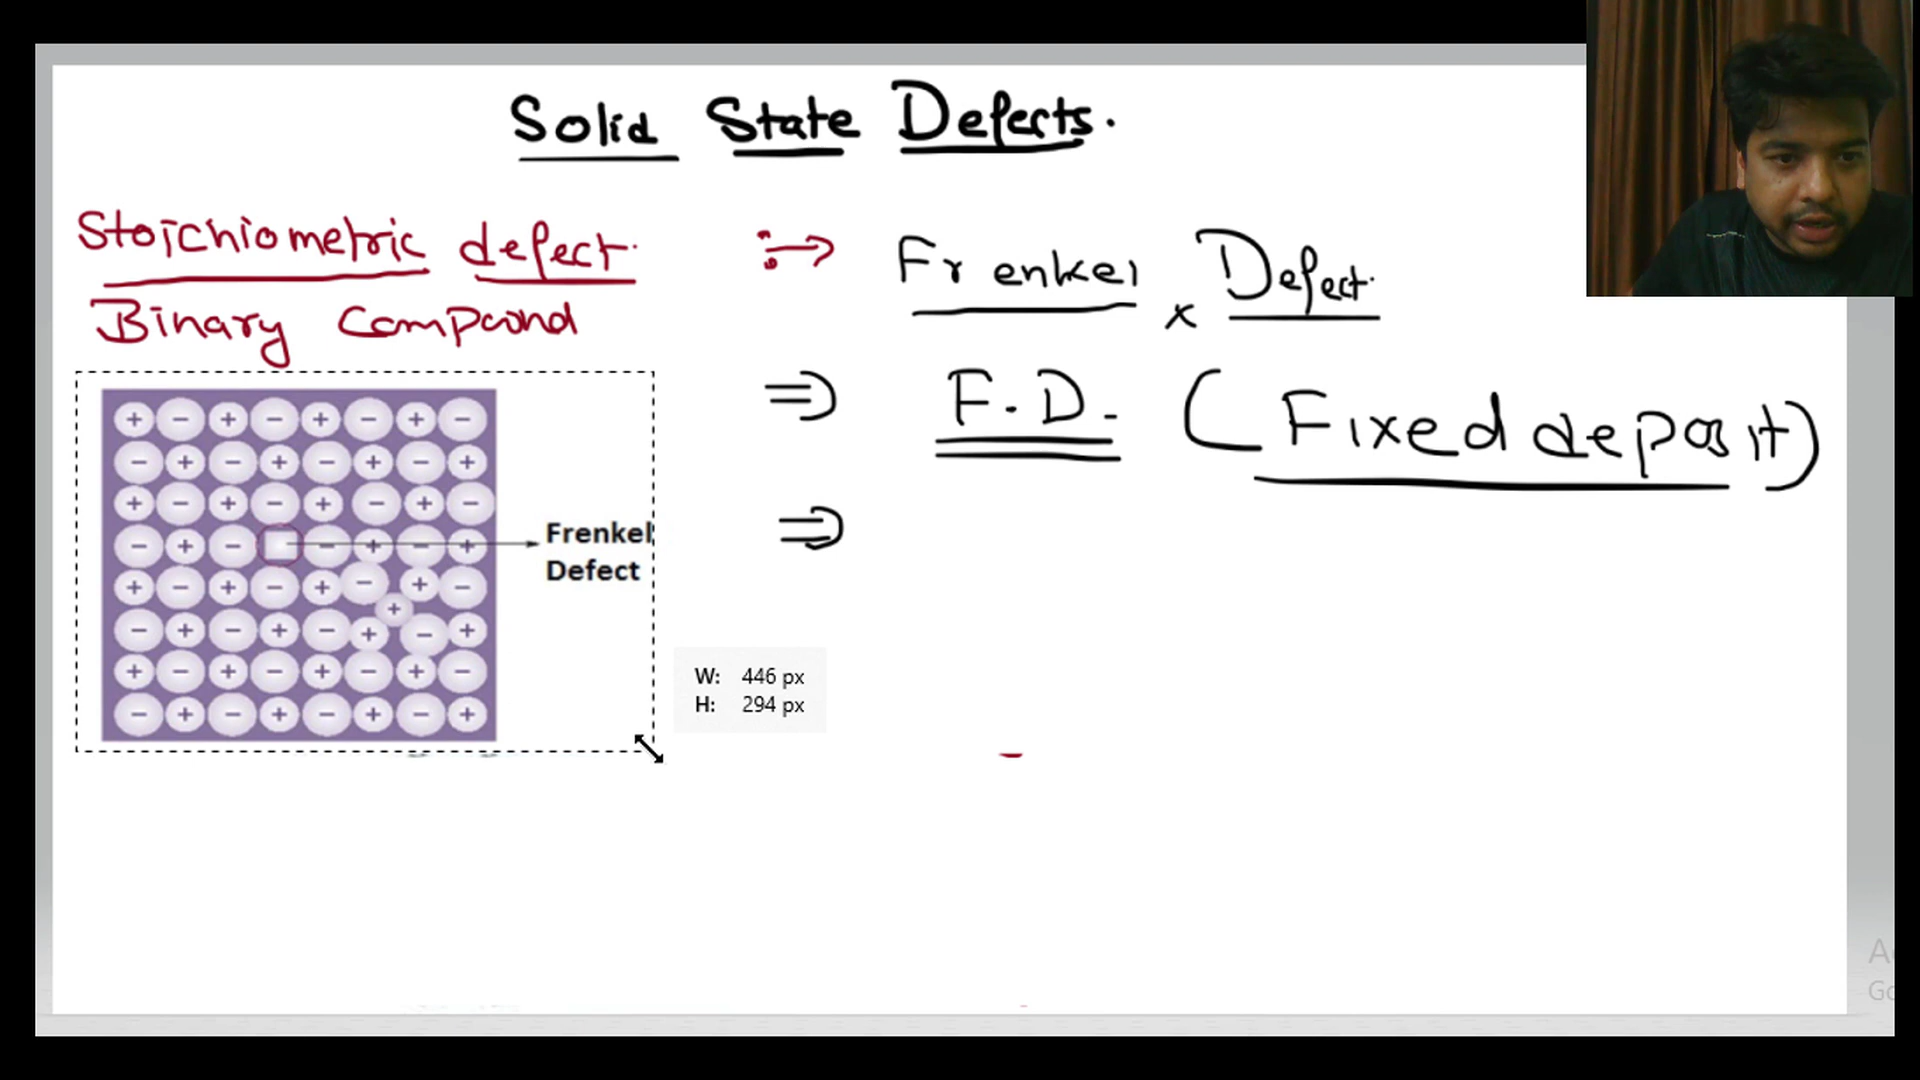 Solid State Defects.
Stoichiometric defect.
Binary Compound
⇒ Frenkel Defect.
x
⇒ F.D. (Fixed deposit)
⇒
Frenkel
Defect
W: 446 px
H: 294 px